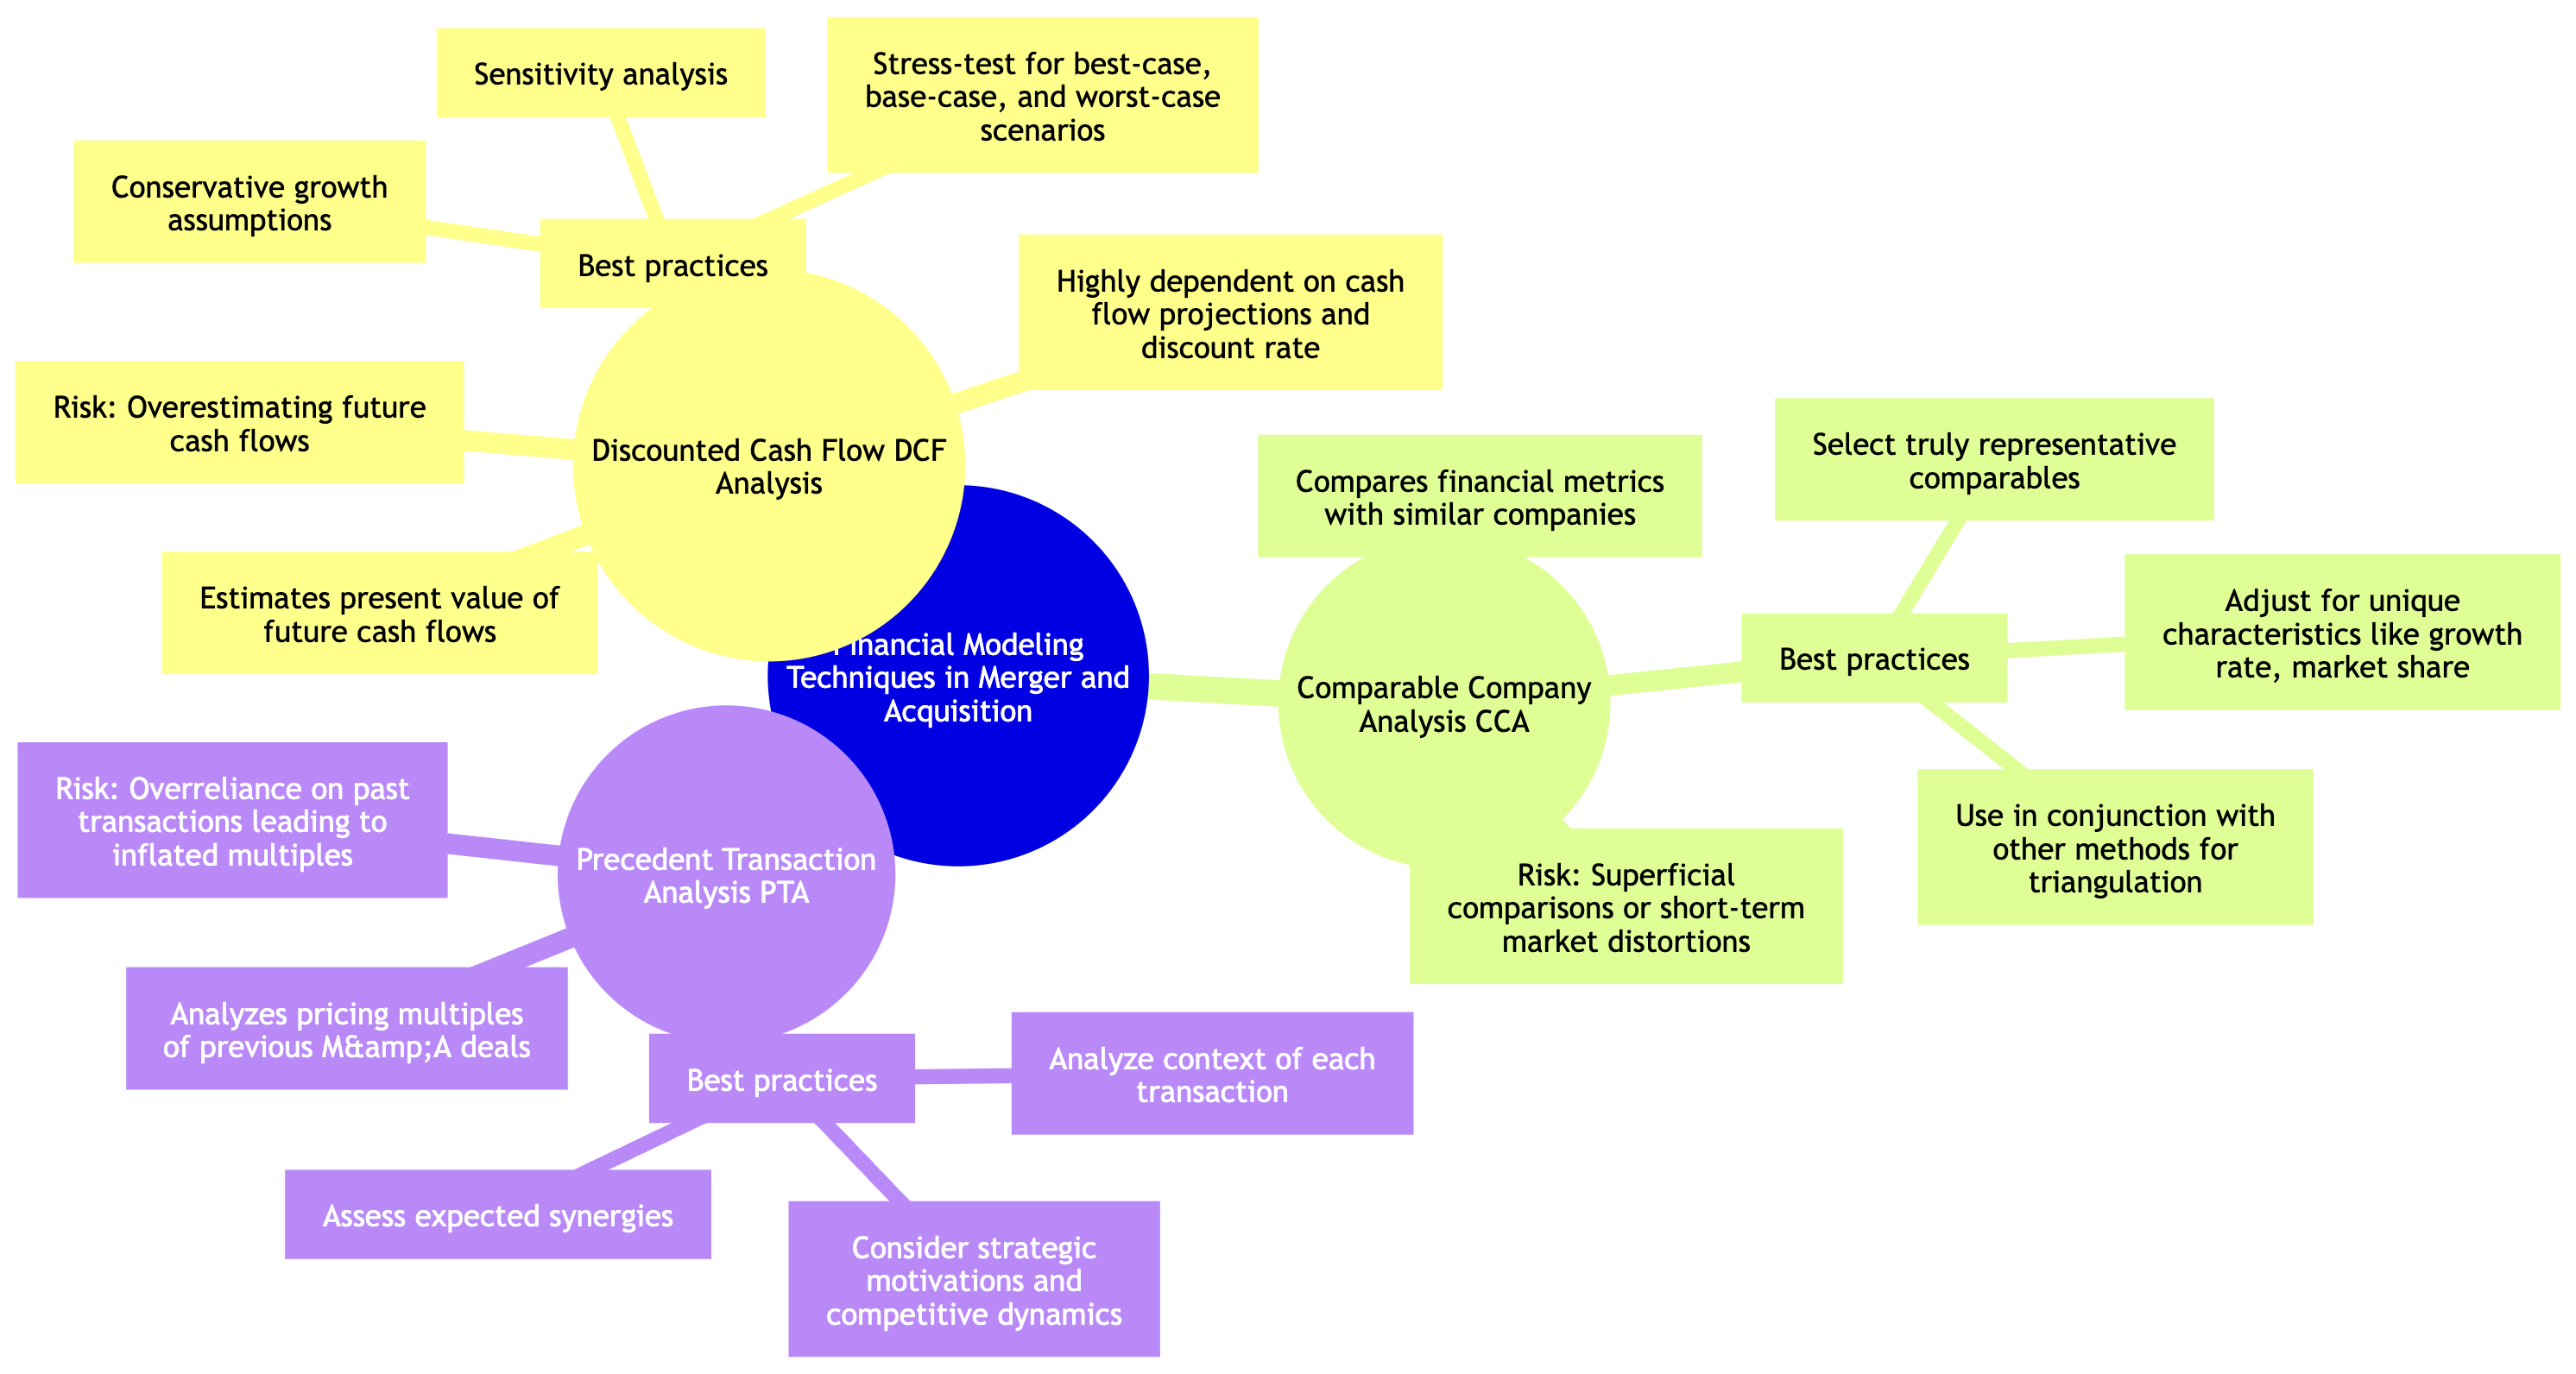 Sensitivity analysis
Stress-test for best-case,
base-case, and worst-case
scenarios
Conservative growth
assumptions
Best practices
Highly dependent on cash
flow projections and
discount rate
Risk: Overestimating future
cash flows
Discounted Cash Flow DCF
Analysis
Estimates present value of
future cash flows
Financial Modeling
Techniques in Merger and
Acquisition
Compares financial metrics
with similar companies
Select truly representative
comparables
Comparable Company
Analysis CCA
Best practices
Adjust for unique
characteristics like growth
rate, market share
Use in conjunction with
other methods for
triangulation
Risk: Superficial
comparisons or short-term
market distortions
Risk: Overreliance on past
transactions leading to
inflated multiples
Precedent Transaction
Analysis PTA
Analyzes pricing multiples
of previous M&amp;A deals
Best practices
Analyze context of each
transaction
Assess expected synergies
Consider strategic
motivations and
competitive dynamics